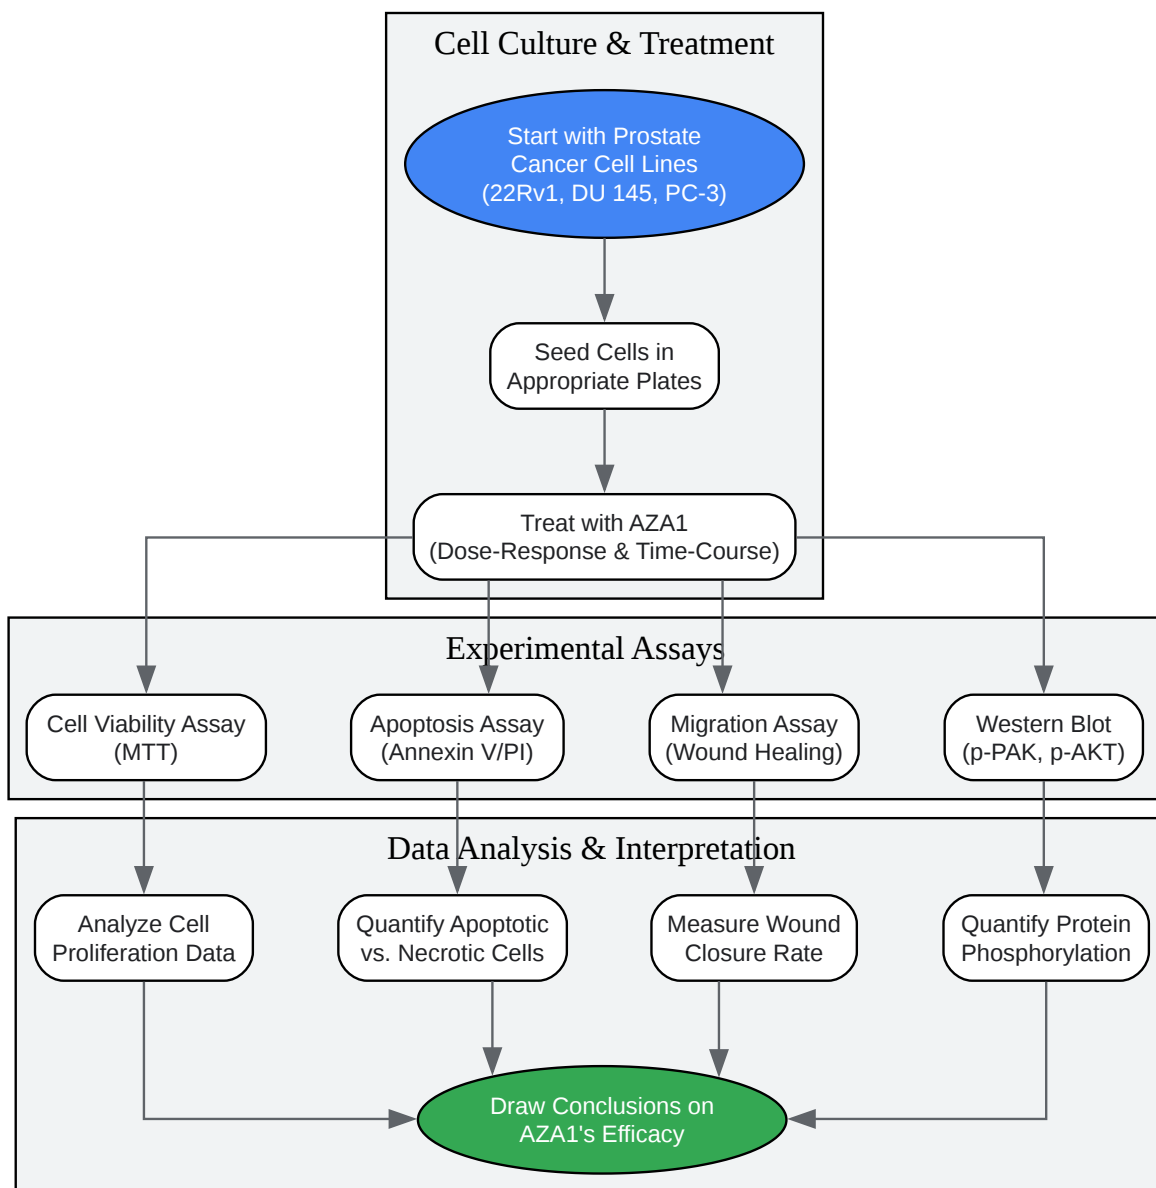 Cell Culture & Treatment
Start with Prostate
Cancer Cell Lines
(22Rv1, DU 145, PC-3)
Seed Cells in
Appropriate Plates
Treat with AZA1
(Dose-Response & Time-Course)
Experimental Assays
Cell Viability Assay
(MTT)
Apoptosis Assay
(Annexin V/PI)
Migration Assay
(Wound Healing)
Western Blot
(p-PAK, p-AKT)
Data Analysis & Interpretation
Analyze Cell
Proliferation Data
Quantify Apoptotic
vs. Necrotic Cells
Measure Wound
Closure Rate
Quantify Protein
Phosphorylation
Draw Conclusions on
AZA1's Efficacy